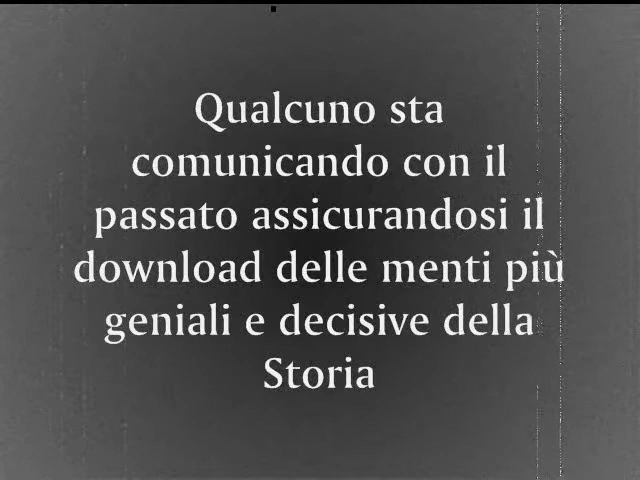 Qualcuno sta
comunicando con il
passato assicurandosi il
download delle menti più
geniali e decisive della
Storia